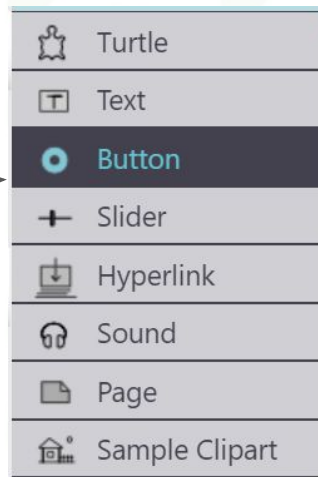 Turtle
Text
Button
Slider
Hyperlink
Sound
Page
Sample Clipart